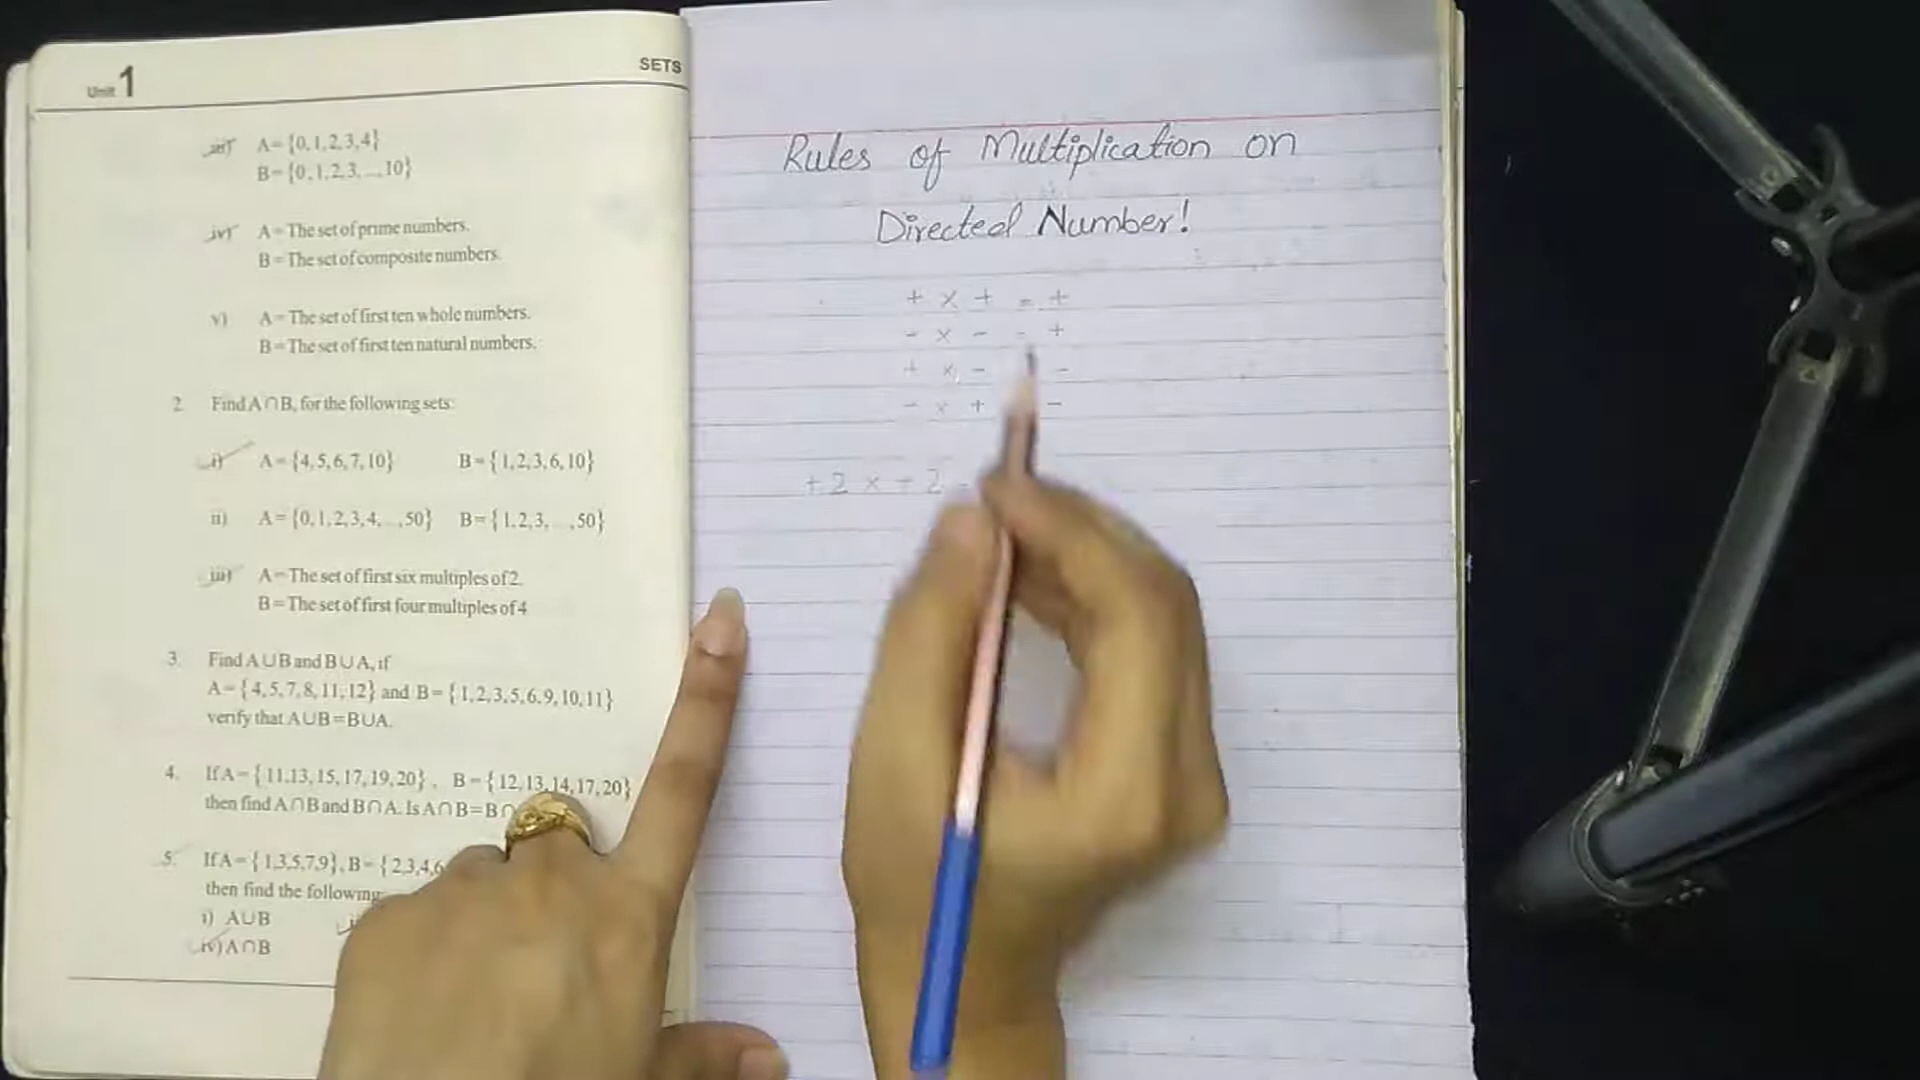 Unit 1
SETS
iii) A={0,1,2,3,4}
B={0,1,2,3,...,10}
iv) A=The set of prime numbers.
B=The set of composite numbers.
v) A=The set of first ten whole numbers.
B=The set of first ten natural numbers.
2. Find A∩B, for the following sets:
i) A={4,5,6,7,10} B={1,2,3,6,10}
ii) A={0,1,2,3,4,...,50} B={1,2,3,...,50}
iii) A=The set of first six multiples of 2.
B=The set of first four multiples of 4
3. Find A∪B and B∪A, if
A={4,5,7,8,11,12} and B={1,2,3,5,6,9,10,11}
verify that A∪B=B∪A.
4. If A={11,13,15,17,19,20}, B={12,13,14,17,20}
then find A∩B and B∩A. Is A∩B=B∩
5. If A={1,3,5,7,9}, B={2,3,4,6
then find the following:
i) A∪B
iv) A∩B
Rules of Multiplication on
Directed Number!
+ x + = +
- x - = +
+ x - -
- x + -
+2 x